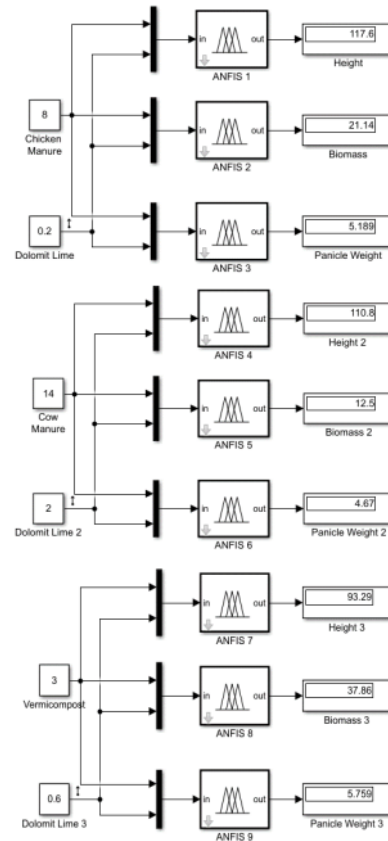 in
out
117.6
ANFIS 1
Height
8
Chicken
Manure
in
out
21.14
ANFIS 2
Biomass
0.2
Dolomit Lime
in
out
5.189
ANFIS 3
Panicle Weight
in
out
110.8
ANFIS 4
Height 2
14
Cow
Manure
in
out
12.5
ANFIS 5
Biomass 2
2
Dolomit Lime 2
in
out
4.67
ANFIS 6
Panicle Weight 2
in
out
93.29
ANFIS 7
Height 3
3
Vermicompost
in
out
37.86
ANFIS 8
Biomass 3
0.6
Dolomit Lime 3
in
out
5.759
ANFIS 9
Panicle Weight 3